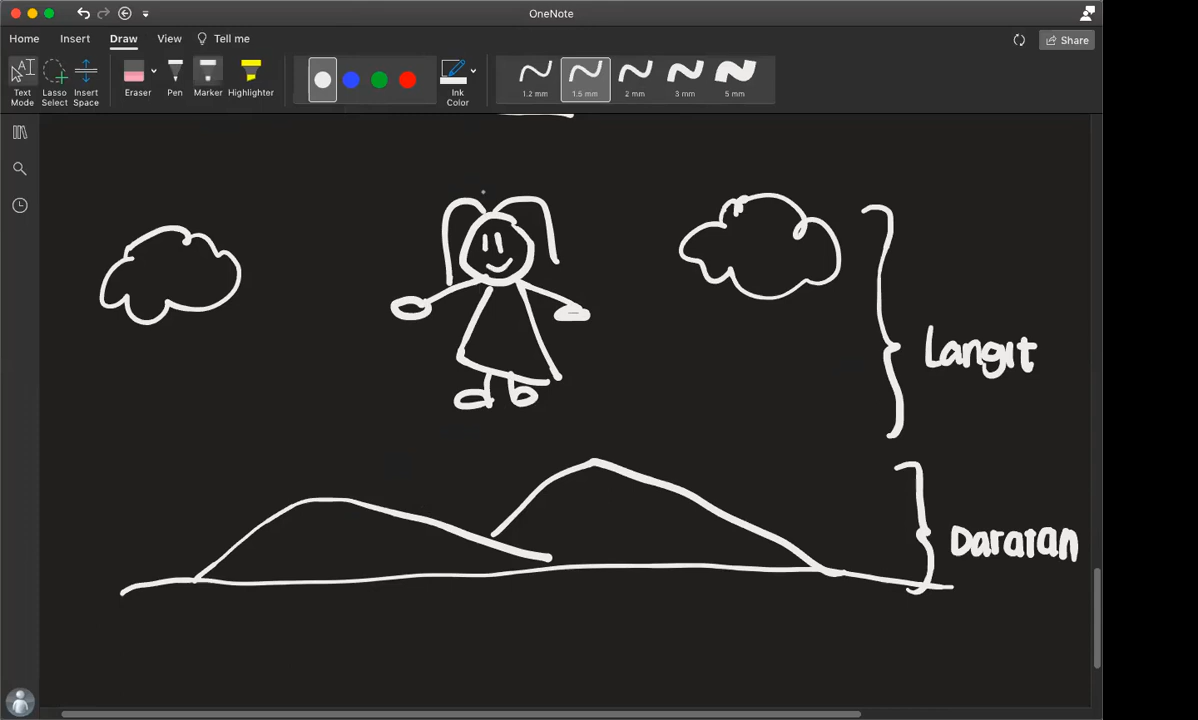 OneNote
Home Insert Draw View Tell me
Share
Text Mode
Lasso Select
Insert Space
Eraser
Pen
Marker
Highlighter
Ink Color
1.2 mm
1.5 mm
2 mm
3 mm
5 mm
Langit
Dararan